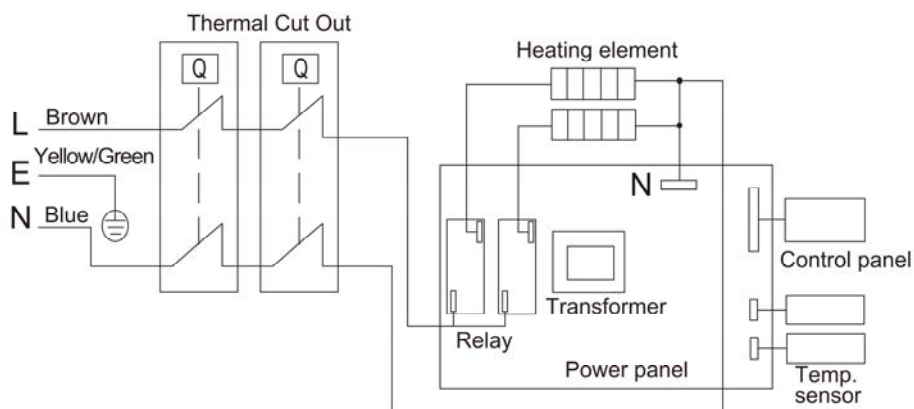 Thermal Cut Out
Q
Q
Heating element
L Brown
Yellow/Green
E
N Blue
N
Control panel
Transformer
Relay
Power panel
Temp.
sensor